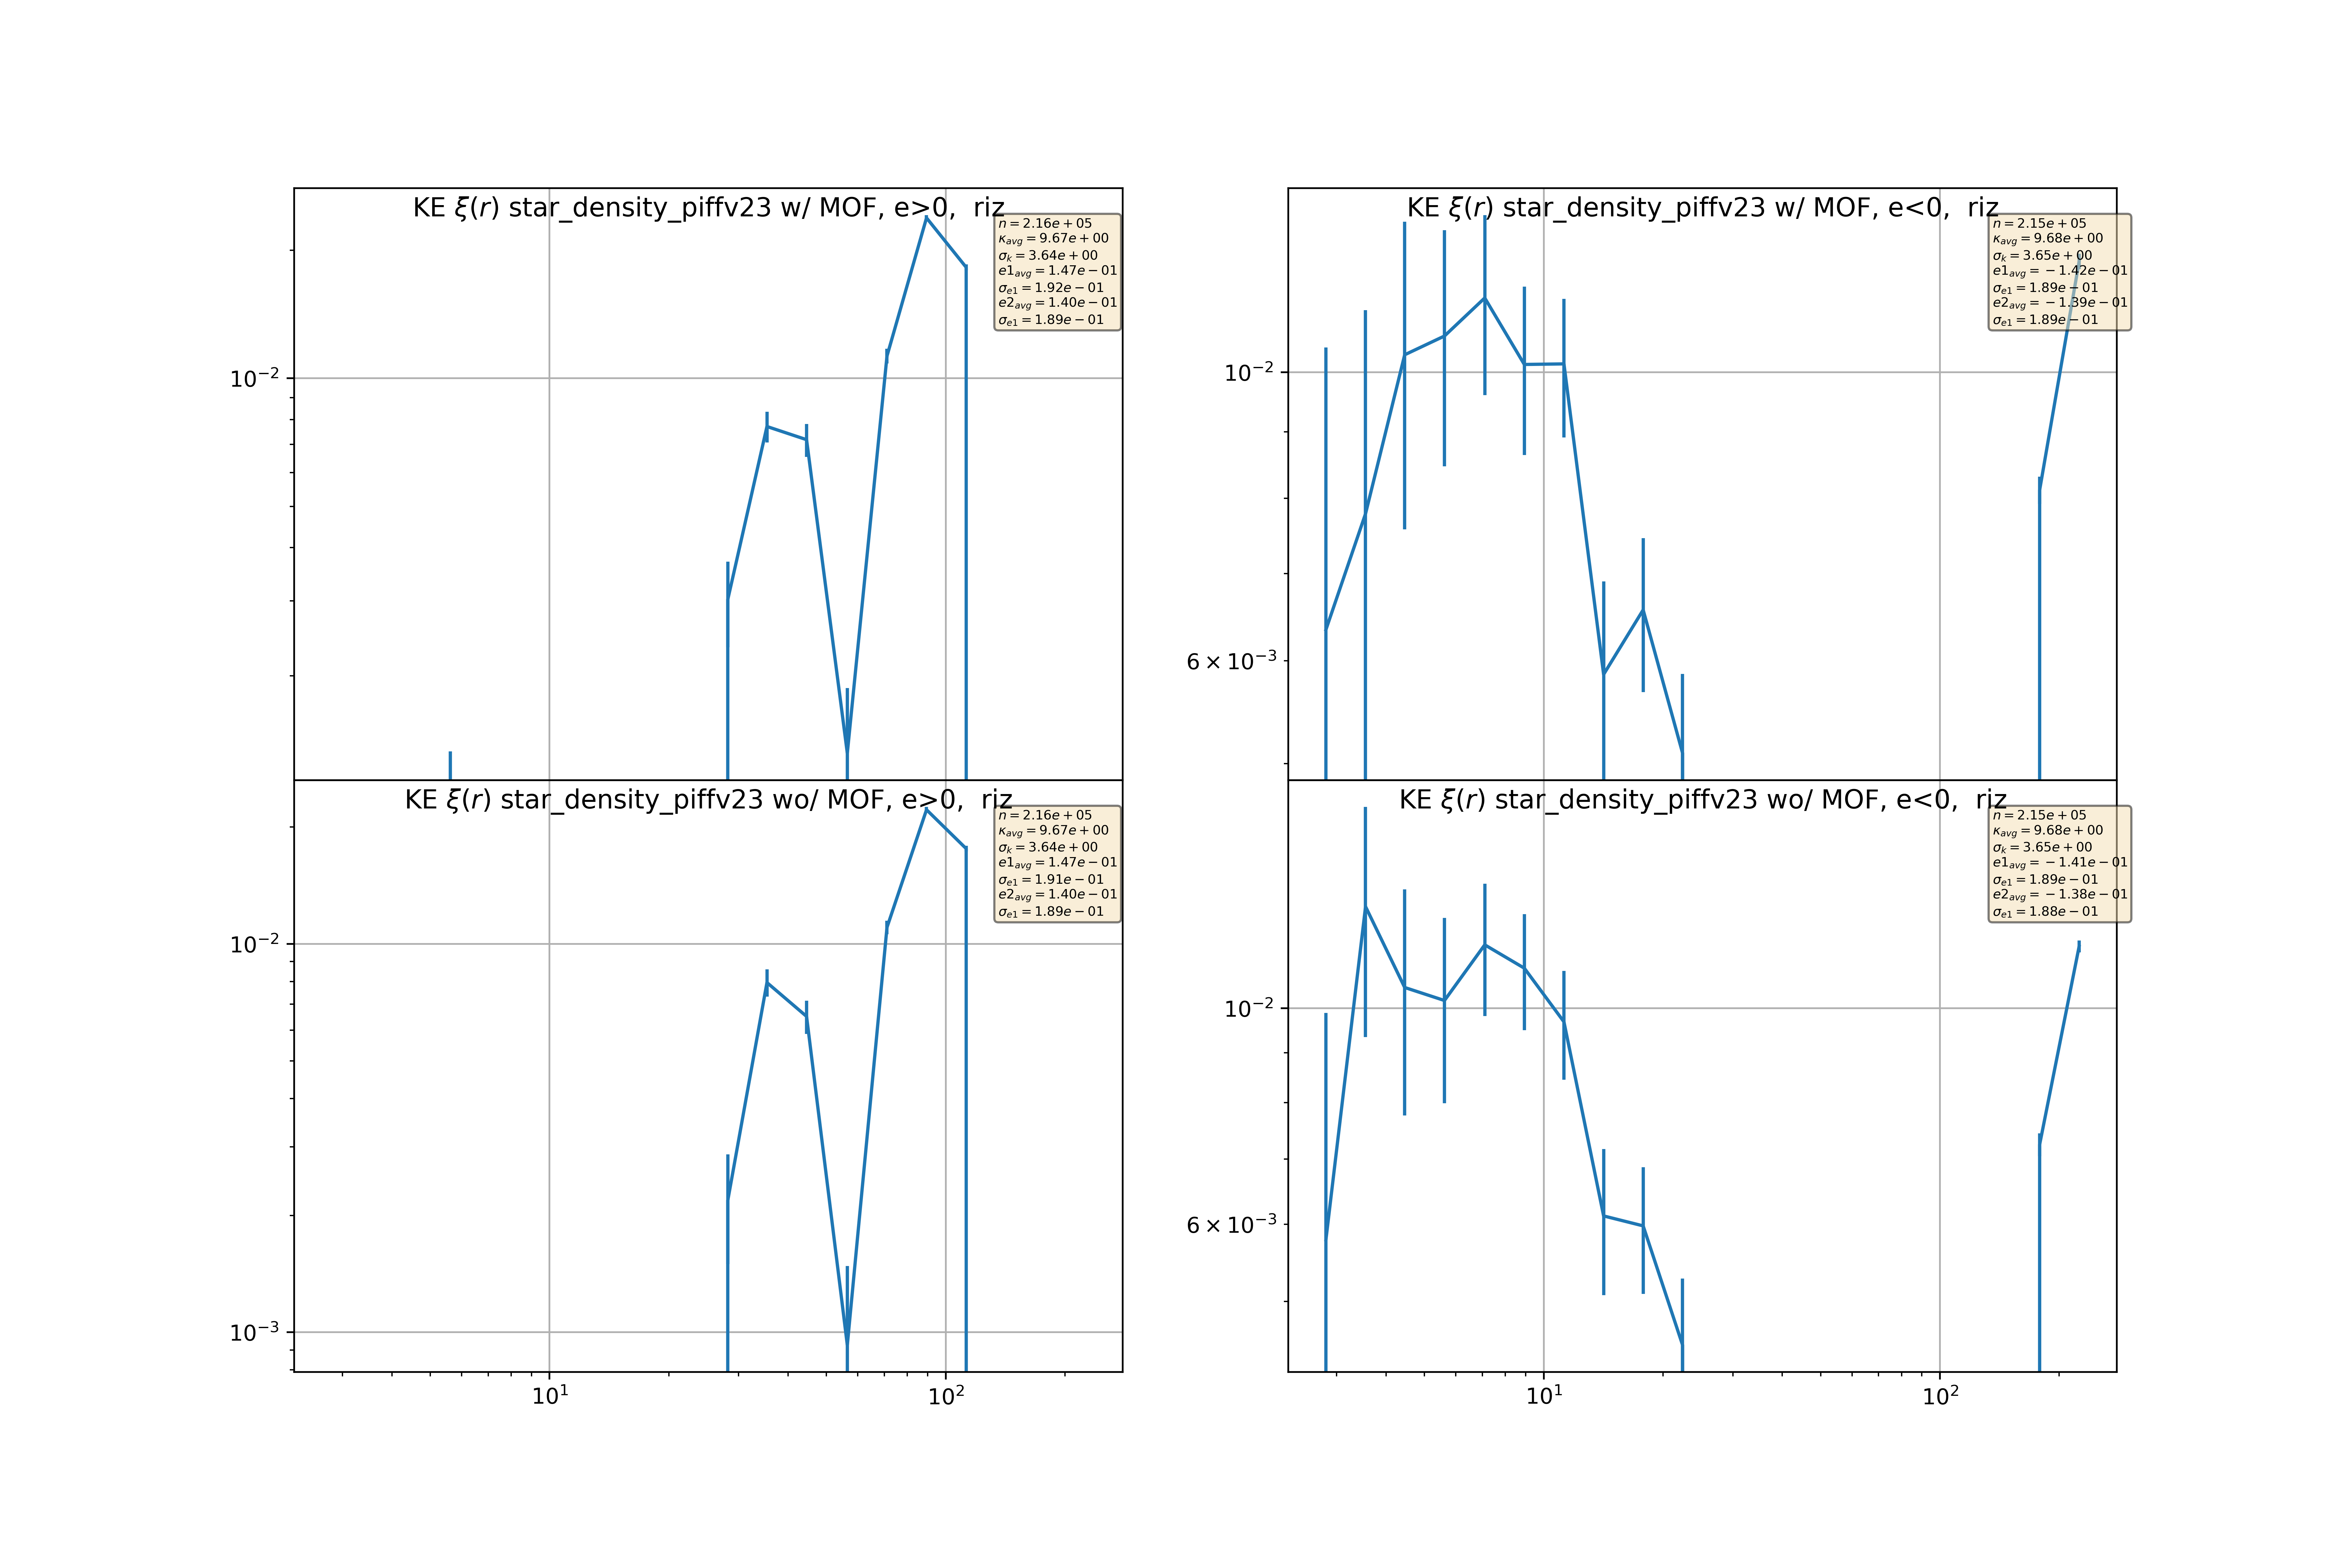 KE ξ(r) star_density_piffv23 w/ MOF, e>0,  riz
n = 2.16e + 05
κavg = 9.67e + 00
σk = 3.64e + 00
e1avg = 1.47e − 01
σe1 = 1.92e − 01
e2avg = 1.40e − 01
σe1 = 1.89e − 01
10−2
KE ξ(r) star_density_piffv23 w/ MOF, e<0,  riz
n = 2.15e + 05
κavg = 9.68e + 00
σk = 3.65e + 00
e1avg = − 1.42e − 01
σe1 = 1.89e − 01
e2avg = − 1.39e − 01
σe1 = 1.89e − 01
10−2
6 × 10−3
KE ξ(r) star_density_piffv23 wo/ MOF, e>0,  riz
n = 2.16e + 05
κavg = 9.67e + 00
σk = 3.64e + 00
e1avg = 1.47e − 01
σe1 = 1.91e − 01
e2avg = 1.40e − 01
σe1 = 1.89e − 01
10−2
10−3
101 102
KE ξ(r) star_density_piffv23 wo/ MOF, e<0,  riz
n = 2.15e + 05
κavg = 9.68e + 00
σk = 3.65e + 00
e1avg = − 1.41e − 01
σe1 = 1.89e − 01
e2avg = − 1.38e − 01
σe1 = 1.88e − 01
10−2
6 × 10−3
101 102